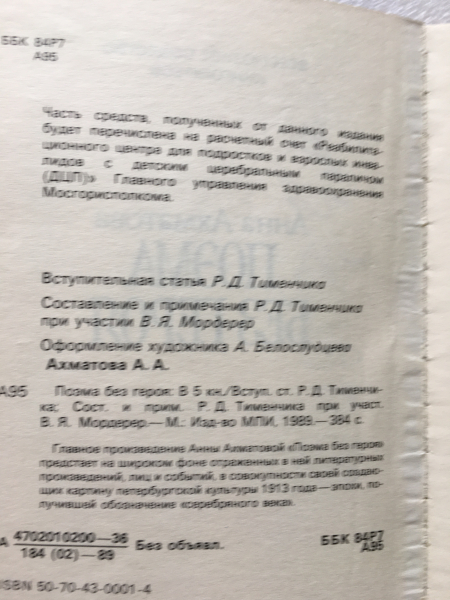 ББК 84Р7
А95
Часть средств, полученных от данного издания
будет перечислена на расчетный счет «Реабилита-
ационного центра для подростков и взрослых инва-
лидов с детским церебральным параличом
(ДЦП)» Главного управления здравоохранения
Мосгорисполкома.
Вступительная статья Р. Д. Тименчика
Составление и примечания Р. Д. Тименчика
при участии В. Я. Мордерер
Оформление художника А. Белослудцева
Ахматова А. А.
А95 Поэма без героя: В 5 кн./Вступ. ст. Р. Д. Тименчи-
ка; Сост. и прим. Р. Д. Тименчика при участ.
В. Я. Мордерер.— М.: Изд-во МПИ, 1989.—384 с.
Главное произведение Анны Ахматовой «Поэма без героя»
предстает на широком фоне отраженных в ней литературных
произведений, лиц и событий, в совокупности своей создаю-
щих картину петербургской культуры 1913 года—эпохи, по-
лучившей обозначение «серебряного века».
А 4702010200—36
184 (02)—89
Без объявл.
ББК 84Р7
А95
ISBN 50-70-43-0001-4